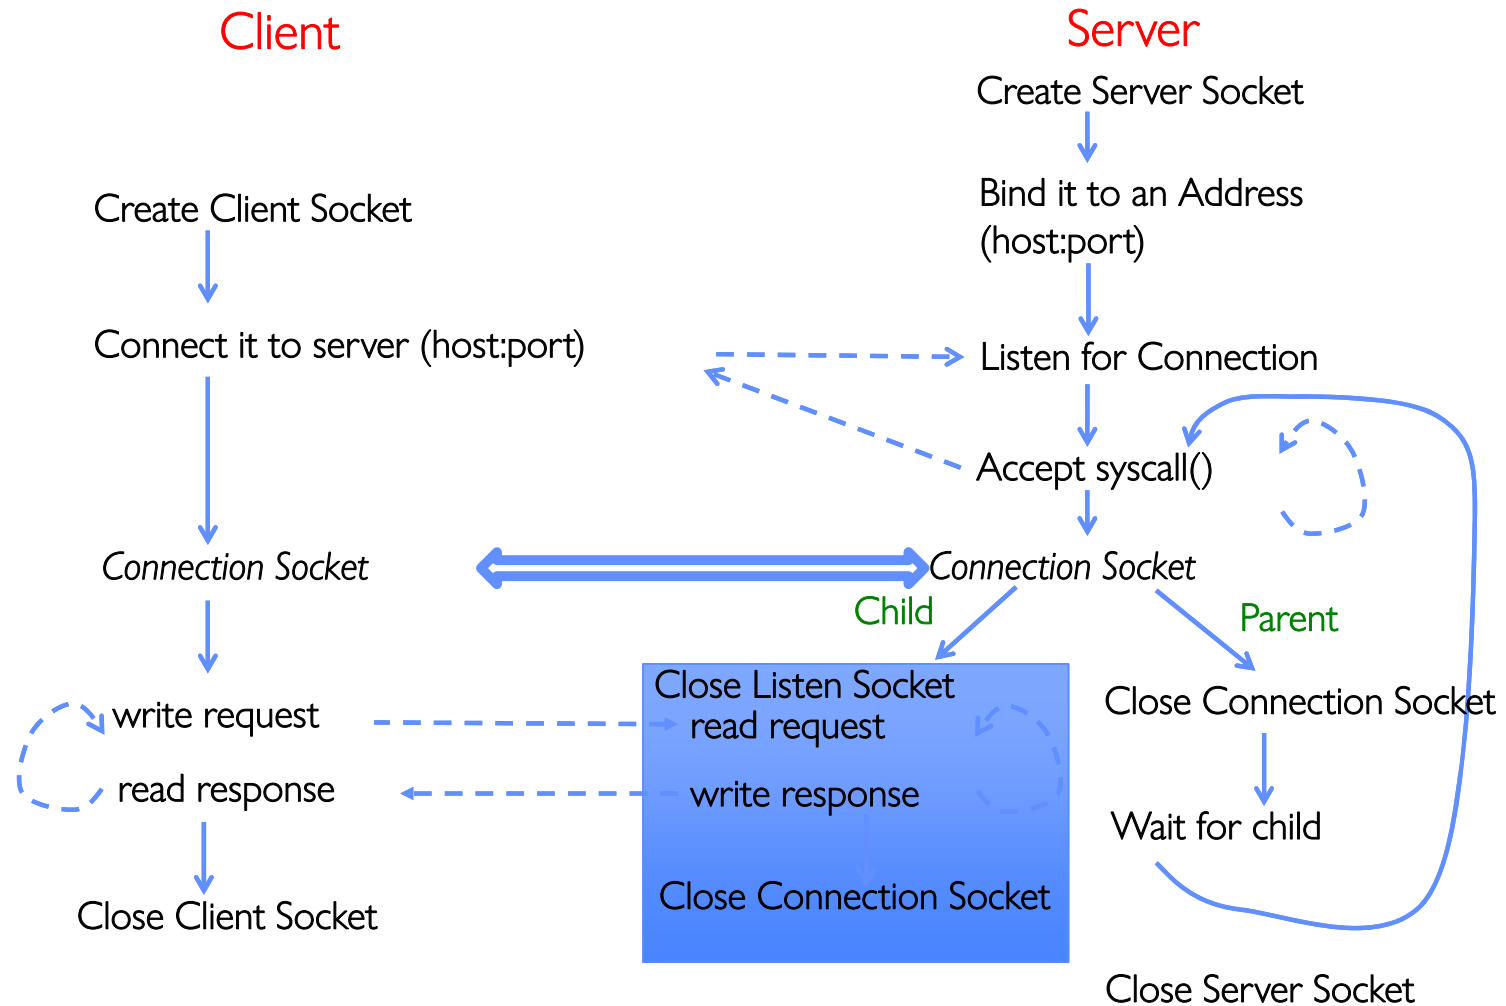 Client
Server
Create Server Socket
Create Client Socket
Bind it to an Address
(host:port)
Connect it to server (host:port)
Listen for Connection
Accept syscall()
Connection Socket
Connection Socket
Child
Parent
Close Listen Socket
Close Connection Socket
write request
read request
read response
write response
Wait for child
Close Client Socket
Close Connection Socket
Close Server Socket